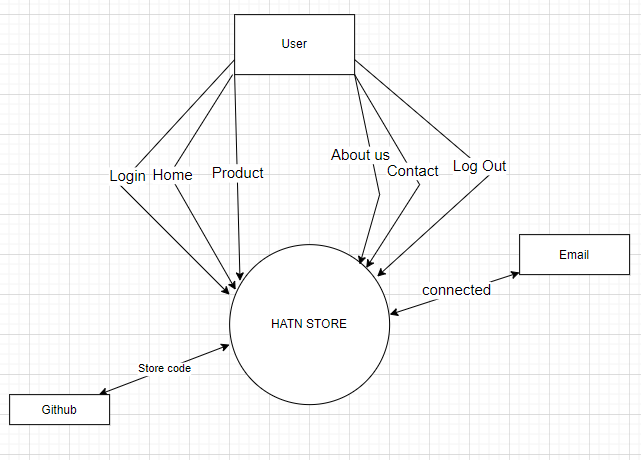 User
Login
Home
Product
About us
Contact
Log Out
Email
connected
HATN STORE
Store code
Github